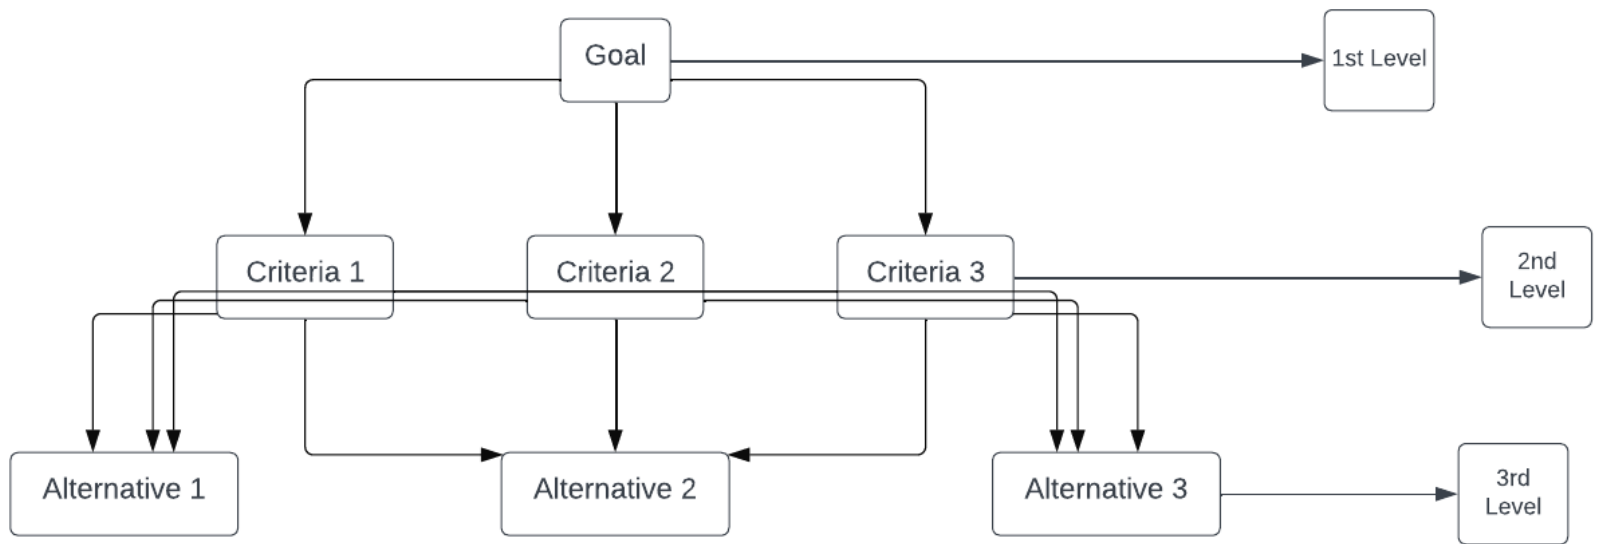 Goal
1st Level
Criteria 1
Criteria 2
Criteria 3
2nd
Level
Alternative 1
Alternative 2
Alternative 3
3rd
Level